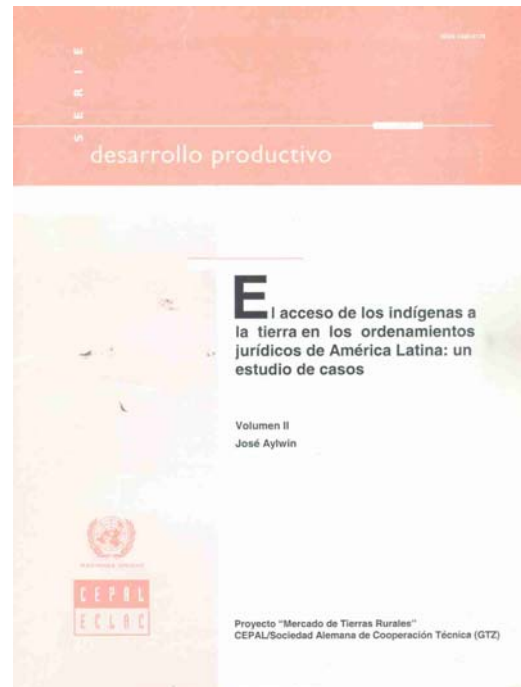 SERIE
desarrollo productivo
El acceso de los indígenas a
la tierra en los ordenamientos
jurídicos de América Latina: un
estudio de casos
Volumen II
José Aylwin
NACIONES UNIDAS
CEPAL
ECLAC
Proyecto “Mercado de Tierras Rurales”
CEPAL/Sociedad Alemana de Cooperación Técnica (GTZ)